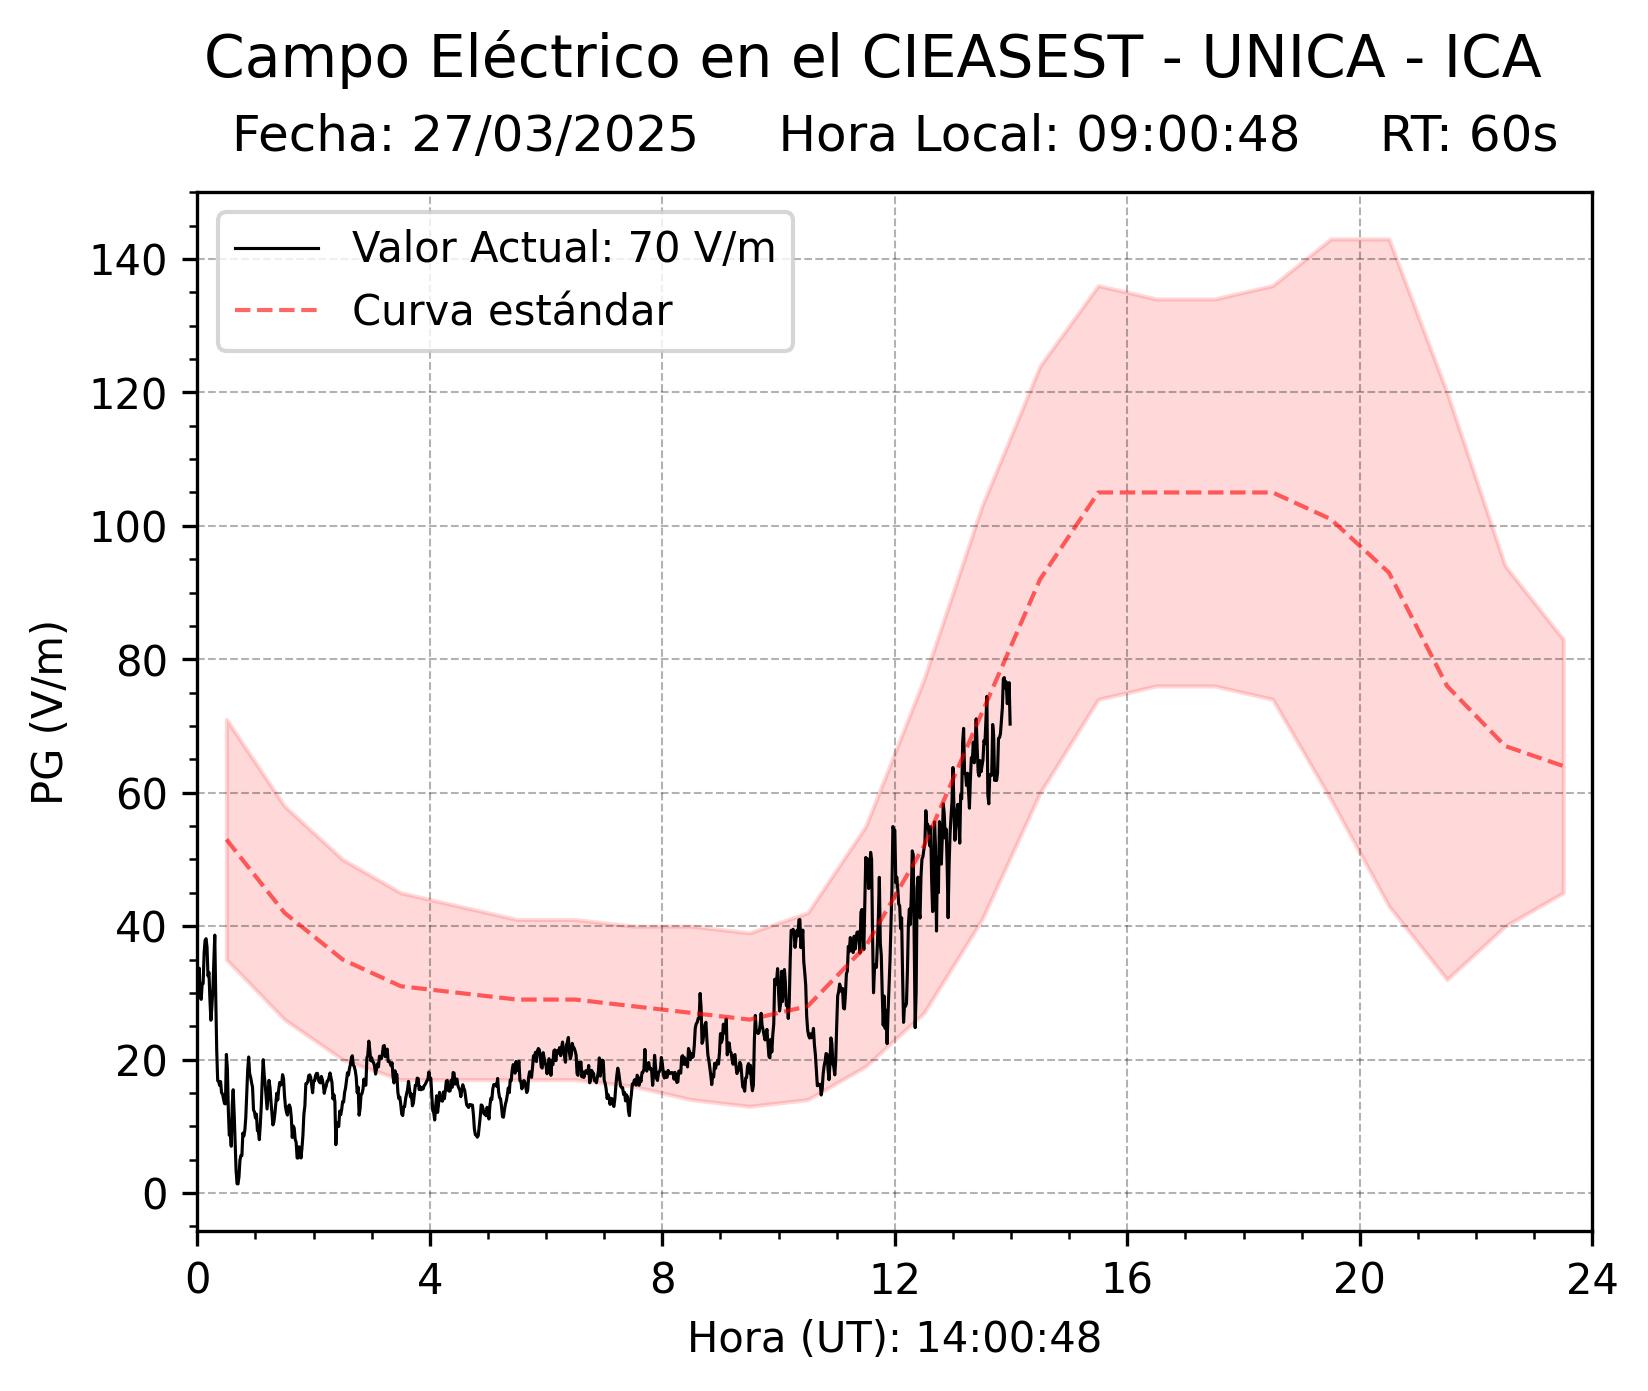 Campo Eléctrico en el CIEASEST - UNICA - ICA
Fecha: 27/03/2025 Hora Local: 09:00:48 RT: 60s
Valor Actual: 70 V/m
Curva estándar
140
120
100
80
60
40
20
0
PG (V/m)
0 4 8 12 16 20 24
Hora (UT): 14:00:48